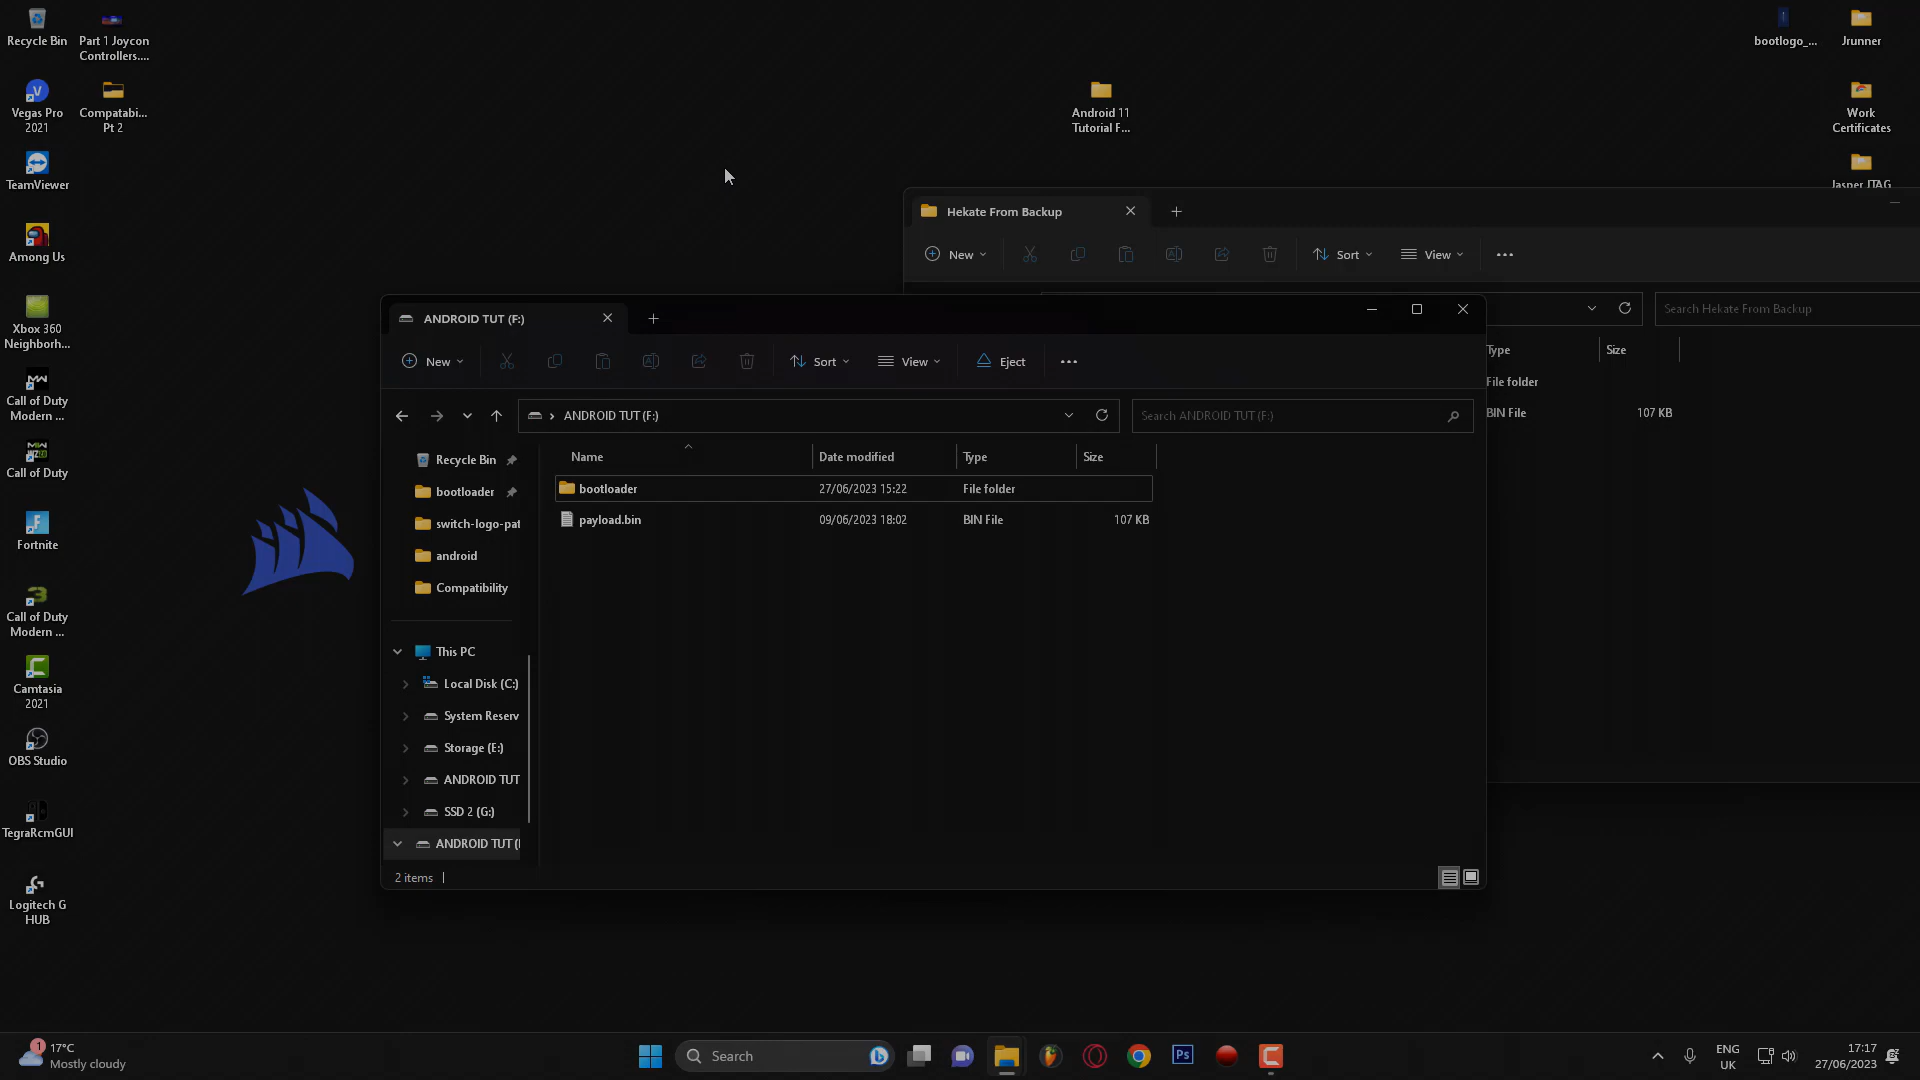 Recycle Bin
Part 1 Joycon
Controllers....
Vegas Pro
2021
Compatabi...
Pt 2
TeamViewer
Among Us
Xbox 360
Neighborh...
Call of Duty
Modern ...
Call of Duty
Fortnite
Call of Duty
Modern ...
Camtasia
2021
OBS Studio
TegraRcmGUI
Logitech G
HUB
Android 11
Tutorial F...
bootlogo_...
Jrunner
Work
Certificates
Jasper JTAG
Hekate From Backup
New
Sort
View
Search Hekate From Backup
Type
Size
File folder
BIN File
107 KB
ANDROID TUT (F:)
New
Sort
View
Eject
ANDROID TUT (F:)
Search ANDROID TUT (F:)
Recycle Bin
bootloader
switch-logo-pat
android
Compatibility
This PC
Local Disk (C:)
System Reserv
Storage (E:)
ANDROID TUT
SSD 2 (G:)
ANDROID TUT (
Name
Date modified
Type
Size
bootloader
27/06/2023 15:22
File folder
payload.bin
09/06/2023 18:02
BIN File
107 KB
2 items
1
17°C
Mostly cloudy
Search
Ps
ENG
UK
17:17
27/06/2023